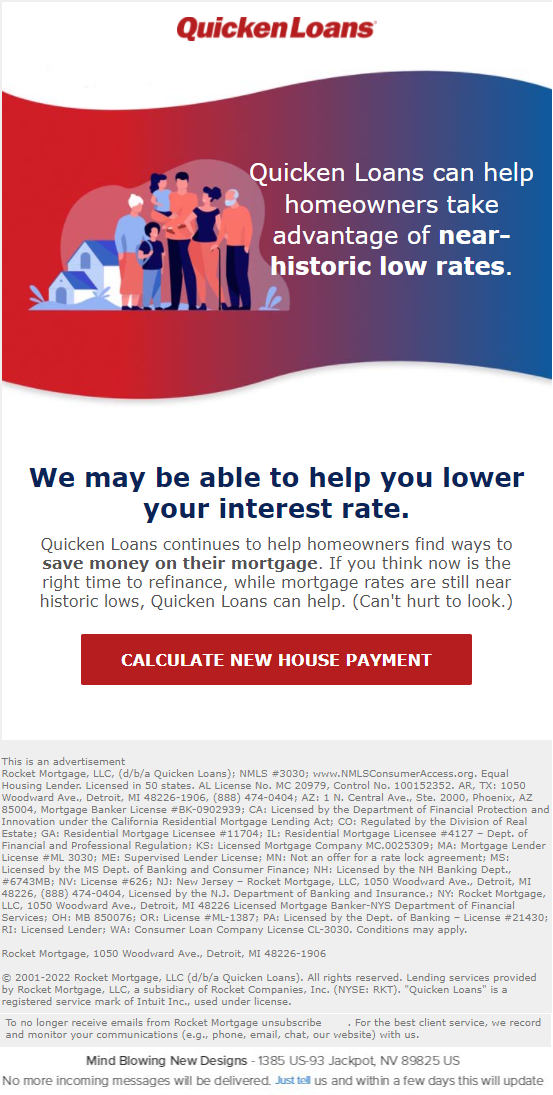 Quicken Loans
Quicken Loans can help
homeowners take
advantage of near-
historic low rates.
We may be able to help you lower
your interest rate.
Quicken Loans continues to help homeowners find ways to
save money on their mortgage. If you think now is the
right time to refinance, while mortgage rates are still near
historic lows, Quicken Loans can help. (Can't hurt to look.)
CALCULATE NEW HOUSE PAYMENT
This is an advertisement
Rocket Mortgage, LLC, (d/b/a Quicken Loans); NMLS #3030; www.NMLSConsumerAccess.org. Equal
Housing Lender. Licensed in 50 states. AL License No. MC 20979, Control No. 100152352. AR, TX: 1050
Woodward Ave., Detroit, MI 48226-1906, (888) 474-0404; AZ: 1 N. Central Ave., Ste. 2000, Phoenix, AZ
85004, Mortgage Banker License #BK-0902939; CA: Licensed by the Department of Financial Protection and
Innovation under the California Residential Mortgage Lending Act; CO: Regulated by the Division of Real
Estate; GA: Residential Mortgage Licensee #11704; IL: Residential Mortgage Licensee #4127 – Dept. of
Financial and Professional Regulation; KS: Licensed Mortgage Company MC.0025309; MA: Mortgage Lender
License #ML 3030; ME: Supervised Lender License; MN: Not an offer for a rate lock agreement; MS:
Licensed by the MS Dept. of Banking and Consumer Finance; NH: Licensed by the NH Banking Dept.,
#6743MB; NV: License #626; NJ: New Jersey – Rocket Mortgage, LLC, 1050 Woodward Ave., Detroit, MI
48226, (888) 474-0404, Licensed by the N.J. Department of Banking and Insurance.; NY: Rocket Mortgage,
LLC, 1050 Woodward Ave., Detroit, MI 48226 Licensed Mortgage Banker-NYS Department of Financial
Services; OH: MB 850076; OR: License #ML-1387; PA: Licensed by the Dept. of Banking – License #21430;
RI: Licensed Lender; WA: Consumer Loan Company License CL-3030. Conditions may apply.
Rocket Mortgage, 1050 Woodward Ave., Detroit, MI 48226-1906
© 2001-2022 Rocket Mortgage, LLC (d/b/a Quicken Loans). All rights reserved. Lending services provided
by Rocket Mortgage, LLC, a subsidiary of Rocket Companies, Inc. (NYSE: RKT). "Quicken Loans" is a
registered service mark of Intuit Inc., used under license.
To no longer receive emails from Rocket Mortgage unsubscribe . For the best client service, we record
and monitor your communications (e.g., phone, email, chat, our website) with us.
Mind Blowing New Designs - 1385 US-93 Jackpot, NV 89825 US
No more incoming messages will be delivered. Just tell us and within a few days this will update